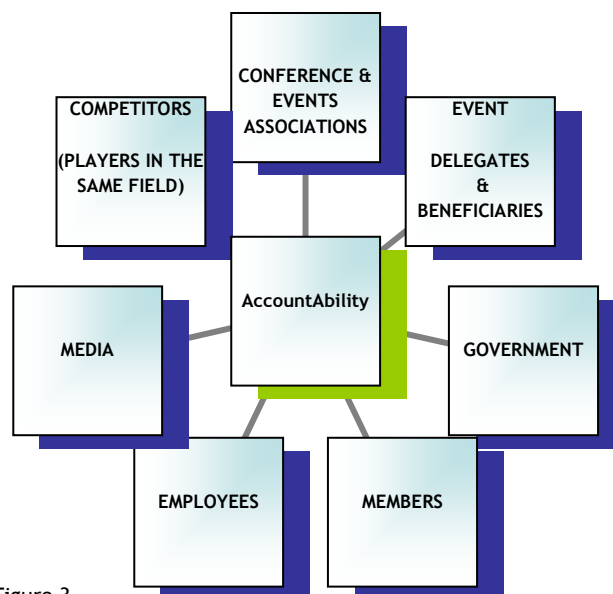 CONFERENCE &
EVENTS
ASSOCIATIONS
COMPETITORS
(PLAYERS IN THE
SAME FIELD)
EVENT
DELEGATES
&
BENEFICIARIES
AccountAbility
MEDIA
GOVERNMENT
EMPLOYEES
MEMBERS